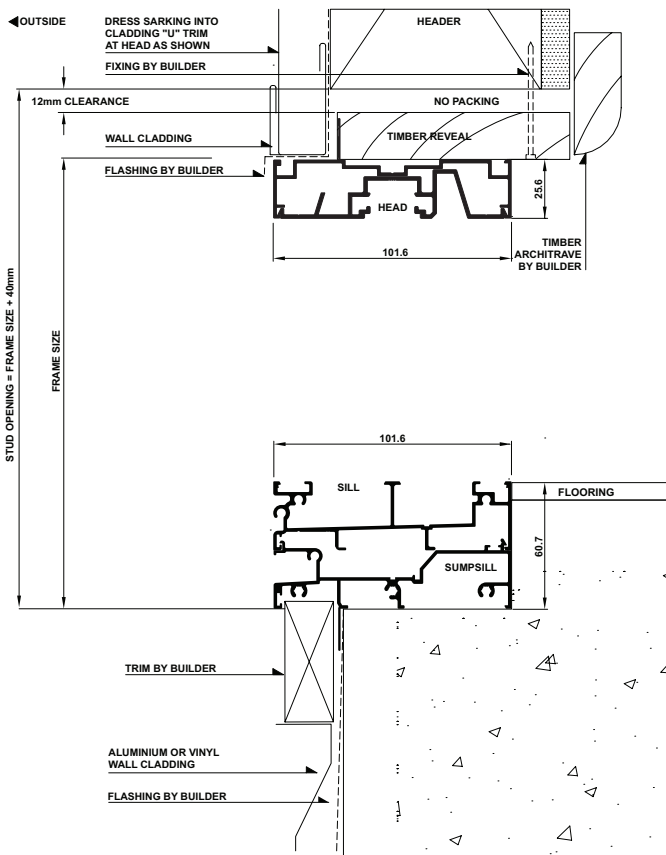 OUTSIDE
DRESS SARKING INTO
CLADDING "U" TRIM
AT HEAD AS SHOWN
HEADER
FIXING BY BUILDER
12mm CLEARANCE
NO PACKING
WALL CLADDING
TIMBER REVEAL
FLASHING BY BUILDER
HEAD
25.6
TIMBER
ARCHITRAVE
BY BUILDER
101.6
STUD OPENING = FRAME SIZE + 40mm
FRAME SIZE
101.6
SILL
FLOORING
60.7
SUMPSILL
TRIM BY BUILDER
ALUMINIUM OR VINYL
WALL CLADDING
FLASHING BY BUILDER